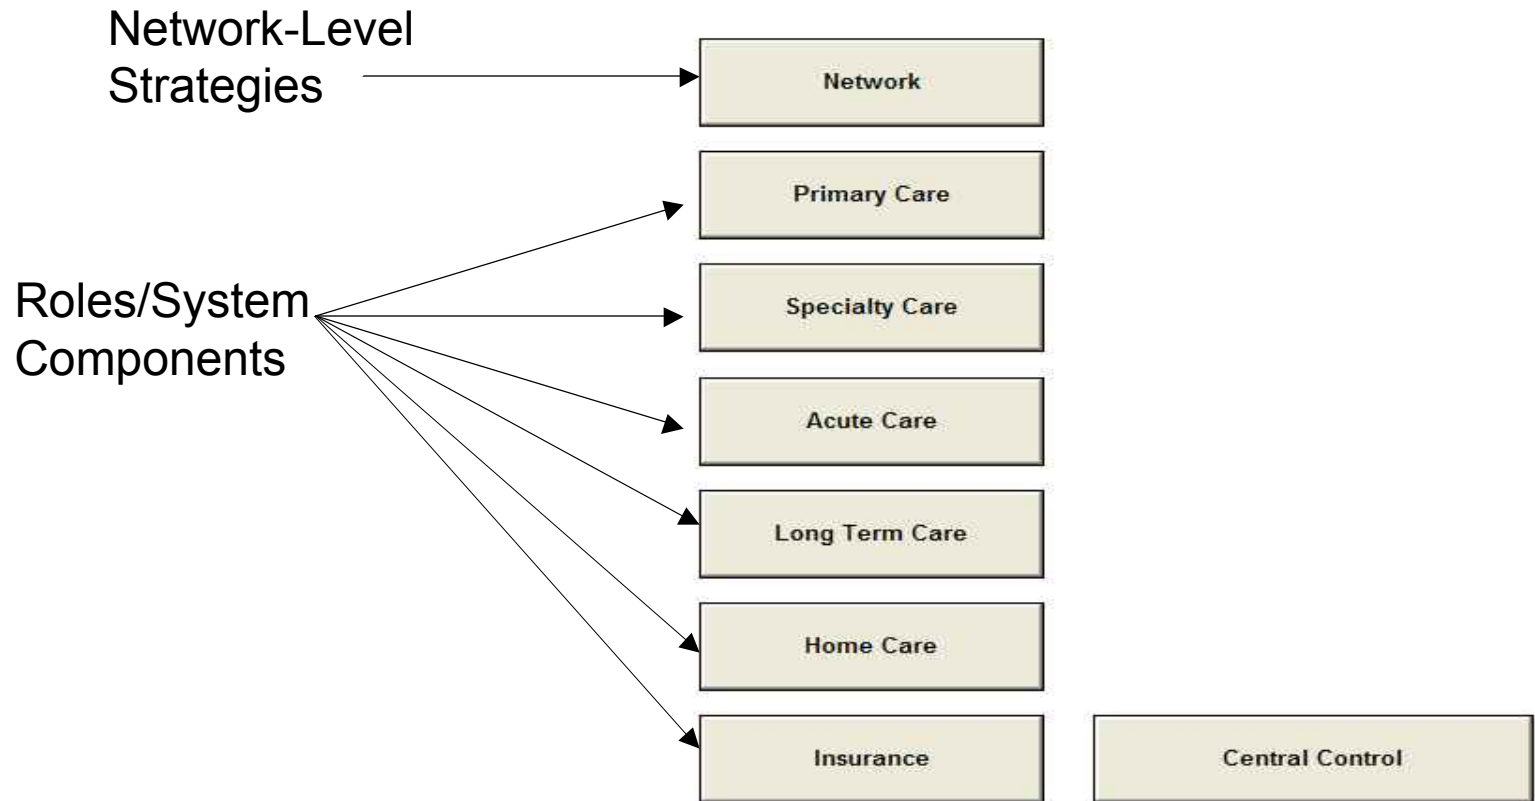 Network-Level
Strategies
Network
Primary Care
Roles/System
Components
Specialty Care
Acute Care
Long Term Care
Home Care
Insurance
Central Control